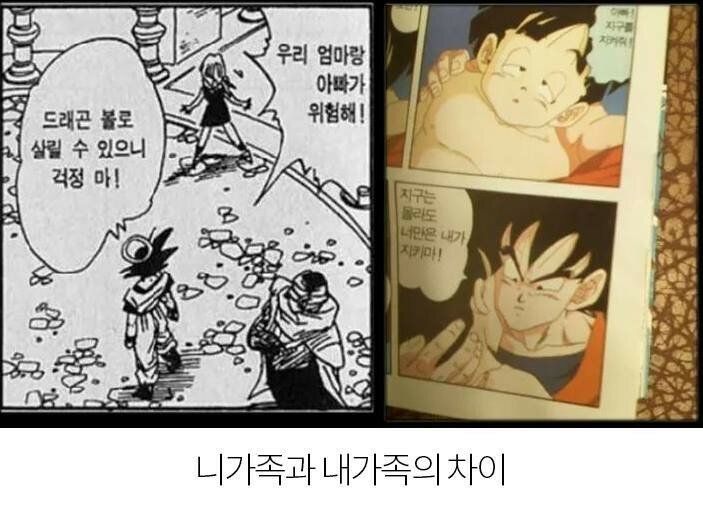 우리 엄마랑
아빠가
위험해!
드래곤 볼로
살릴 수 있으니
걱정 마!
아빠!
지구를
지켜줘!
지구는
몰라도
너만은 내가
지키마!
니가족과 내가족의 차이